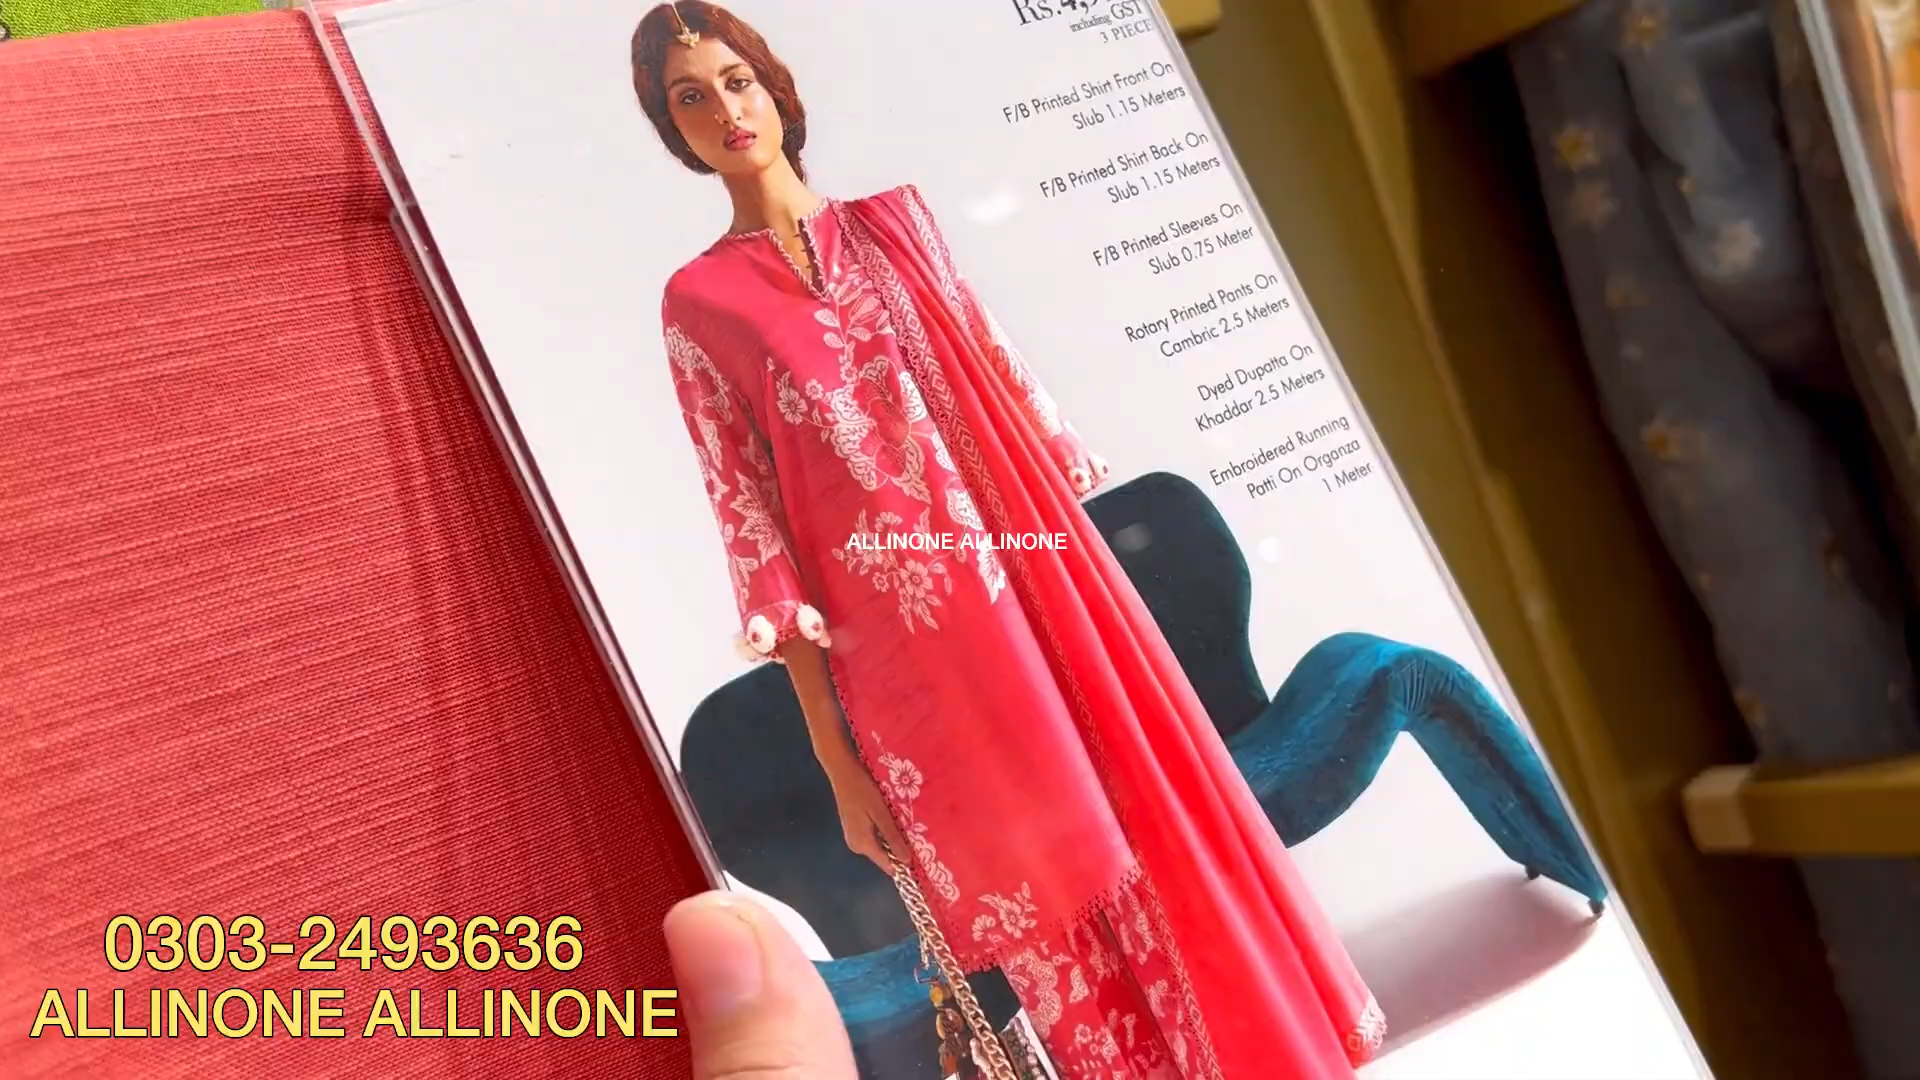 including GST
3 PIECE
F/B Printed Shirt Front On
Slub 1.15 Meters
F/B Printed Shirt Back On
Slub 1.15 Meters
F/B Printed Sleeves On
Slub 0.75 Meter
Rotary Printed Pants On
Cambric 2.5 Meters
Dyed Dupatta On
Khaddar 2.5 Meters
Embroidered Running
Patti On Organza
1 Meter
ALLINONE ALLINONE
0303-2493636
ALLINONE ALLINONE